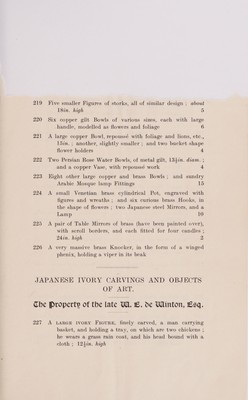 219 Five smaller Figures of storks, all of similar design ; about
18in. high 5
220 Six copper gilt Bowls of various sizes, each with large
handle, modelled as flowers and foliage 6
221 A large copper Bowl, repoussé with foliage and lions, etc.,
15in. ; another, slightly smaller ; and two bucket shape
flower holders 4
222 Two Persian Rose Water Bowls, of metal gilt, 13½in. diam. ;
and a copper Vase, with repoussé work 4
223 Eight other large copper and brass Bowls ; and sundry
Arabic Mosque lamp Fittings 15
224 A small Venetian brass cylindrical Pot, engraved with
figures and wreaths ; and six curious brass Hooks, in
the shape of flowers ; two Japanese steel Mirrors, and a
Lamp 10
225 A pair of Table Mirrors of brass (have been painted over),
with scroll borders, and each fitted for four candles ;
24in. high 2
226 A very massive brass Knocker, in the form of a winged
phenix, holding a viper in its beak
JAPANESE IVORY CARVINGS AND OBJECTS
OF ART.
The Property of the late W. E. De Winton, Esq.
227 A LARGE IVORY FIGURE, finely carved, a man carrying
basket, and holding a tray, on which are two chickens ;
he wears a grass rain coat, and his head bound with a
cloth ; 12½in. high